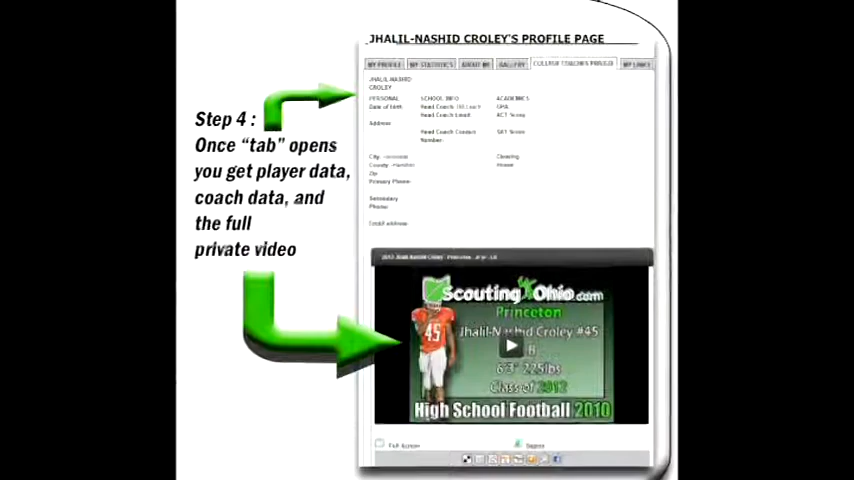 JHALIL-NASHID CROLEY'S PROFILE PAGE
MY PROFILE MY STATISTICS ABOUT ME GALLERY COLLEGE COACHES PRIVATE MY LINKS
JHALIL-NASHID
CROLEY
PERSONAL SCHOOL INFO ACADEMICS
Date of Birth Head Coach GPA
Head Coach Email ACT Score
Address
Head Coach Contact SAT Score
Number:
City:
County: Hamilton
Zip
Primary Phone
Secondary
Phone:
Email address
Step 4 :
Once “tab” opens
you get player data,
coach data, and
the full
private video
ScoutingOhio.com
Princeton
Jhalil-Nashid Croley #45
6'3" 225lbs
Class of 2012
High School Football 2010
45
Full Screen